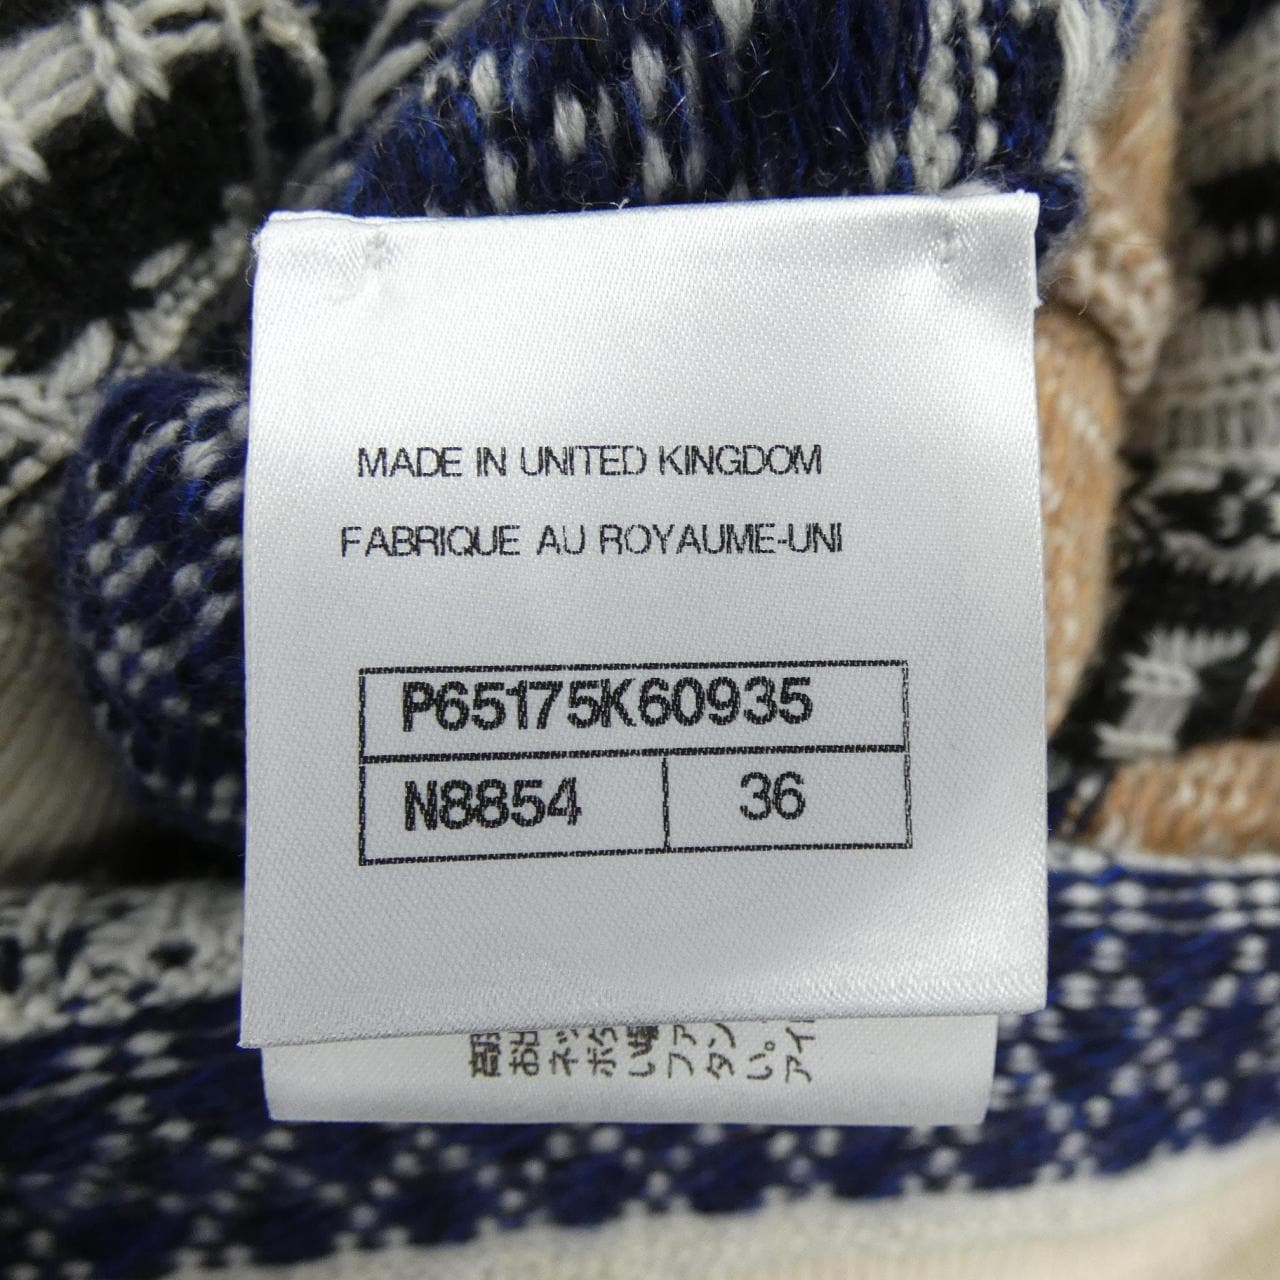 MADE IN UNITED KINGDOM
FABRIQUE AU ROYAUME-UNI
P65175K60935
N8854 36